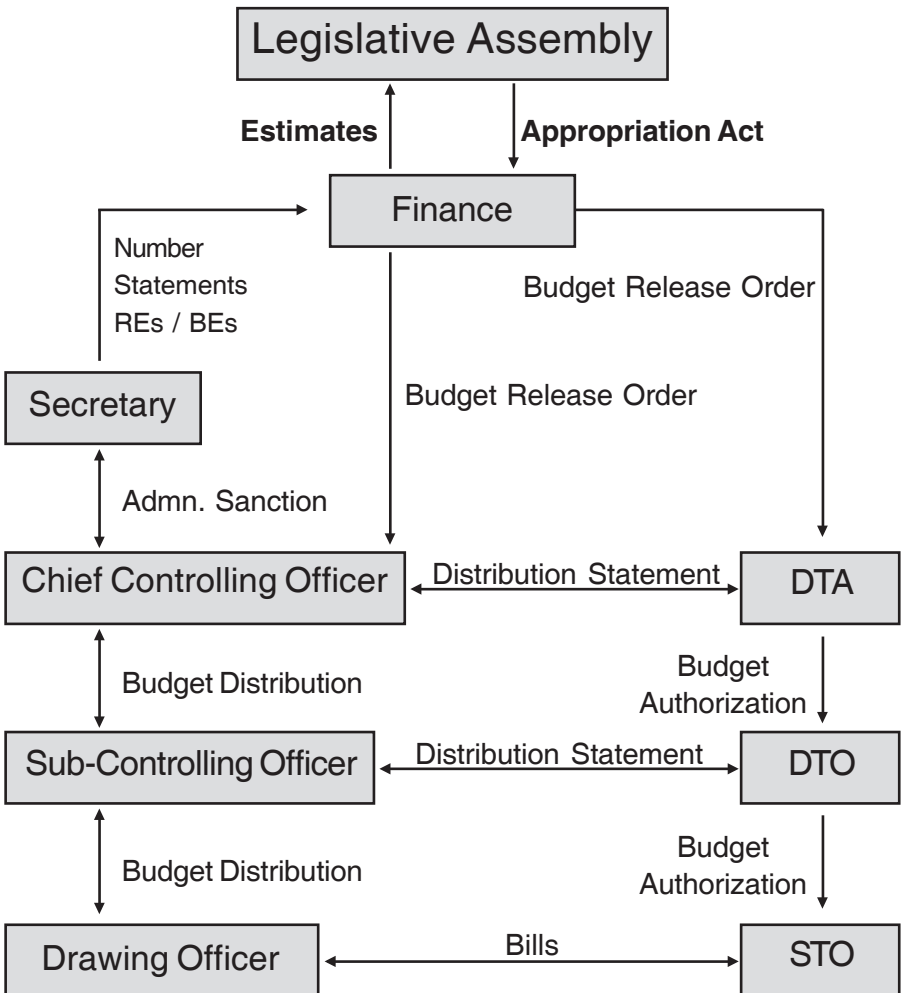 Legislative Assembly
Estimates
Appropriation Act
Finance
Number
Statements
REs / BEs
Budget Release Order
Budget Release Order
Secretary
Admn. Sanction
Chief Controlling Officer
Distribution Statement
DTA
Budget Distribution
Budget
Authorization
Sub-Controlling Officer
Distribution Statement
DTO
Budget Distribution
Budget
Authorization
Drawing Officer
Bills
STO